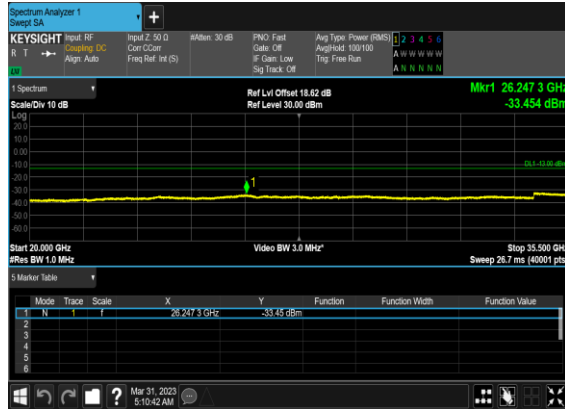 Spectrum Analyzer 1
Swept SA
+
KEYSIGHT
R T
LW
Input: RF
Coupling: DC
Align: Auto
Input Z: 50 Ω
Corr CCorr
Freq Ref: Int (S)
#Atten: 30 dB
PNO: Fast
Gate: Off
IF Gain: Low
Sig Track: Off
Avg Type: Power (RMS)
Avg|Hold: 100/100
Trig: Free Run
1 2 3 4 5 6
A W W W W W
A N N N N N
1 Spectrum
Scale/Div 10 dB
Ref Lvl Offset 18.62 dB
Ref Level 30.00 dBm
Mkr1 26.247 3 GHz
-33.454 dBm
Log
20.0
10.0
0.00
-10.0
-20.0
-30.0
-40.0
-50.0
-60.0
DL1 -13.00 dBm
1
Start 20.000 GHz
#Res BW 1.0 MHz
Video BW 3.0 MHz*
Stop 35.500 GHz
Sweep 26.7 ms (40001 pts)
5 Marker Table
Mode Trace Scale X Y Function Function Width Function Value
1 N 1 f 26.247 3 GHz -33.45 dBm
2
3
4
5
6
?
Mar 31, 2023
5:10:42 AM